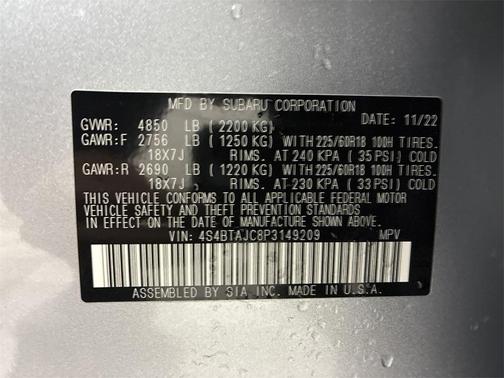 MFD BY SUBARU CORPORATION
DATE: 11/22
GVWR: 4850 LB ( 2200 KG)
GAWR:F 2756 LB ( 1250 KG) WITH 225/60R18 100H TIRES.
18X7J RIMS. AT 240 KPA ( 35 PSI) COLD
GAWR:R 2690 LB ( 1220 KG) WITH 225/60R18 100H TIRES.
18X7J RIMS. AT 230 KPA ( 33 PSI) COLD
THIS VEHICLE CONFORMS TO ALL APPLICABLE FEDERAL MOTOR
VEHICLE SAFETY AND THEFT PREVENTION STANDARDS IN EFFECT
ON THE DATE OF MANUFACTURE SHOWN ABOVE.
VIN: 4S4BTAJC8P3149209 MPV
ASSEMBLED BY SIA, INC. MADE IN U.S.A.